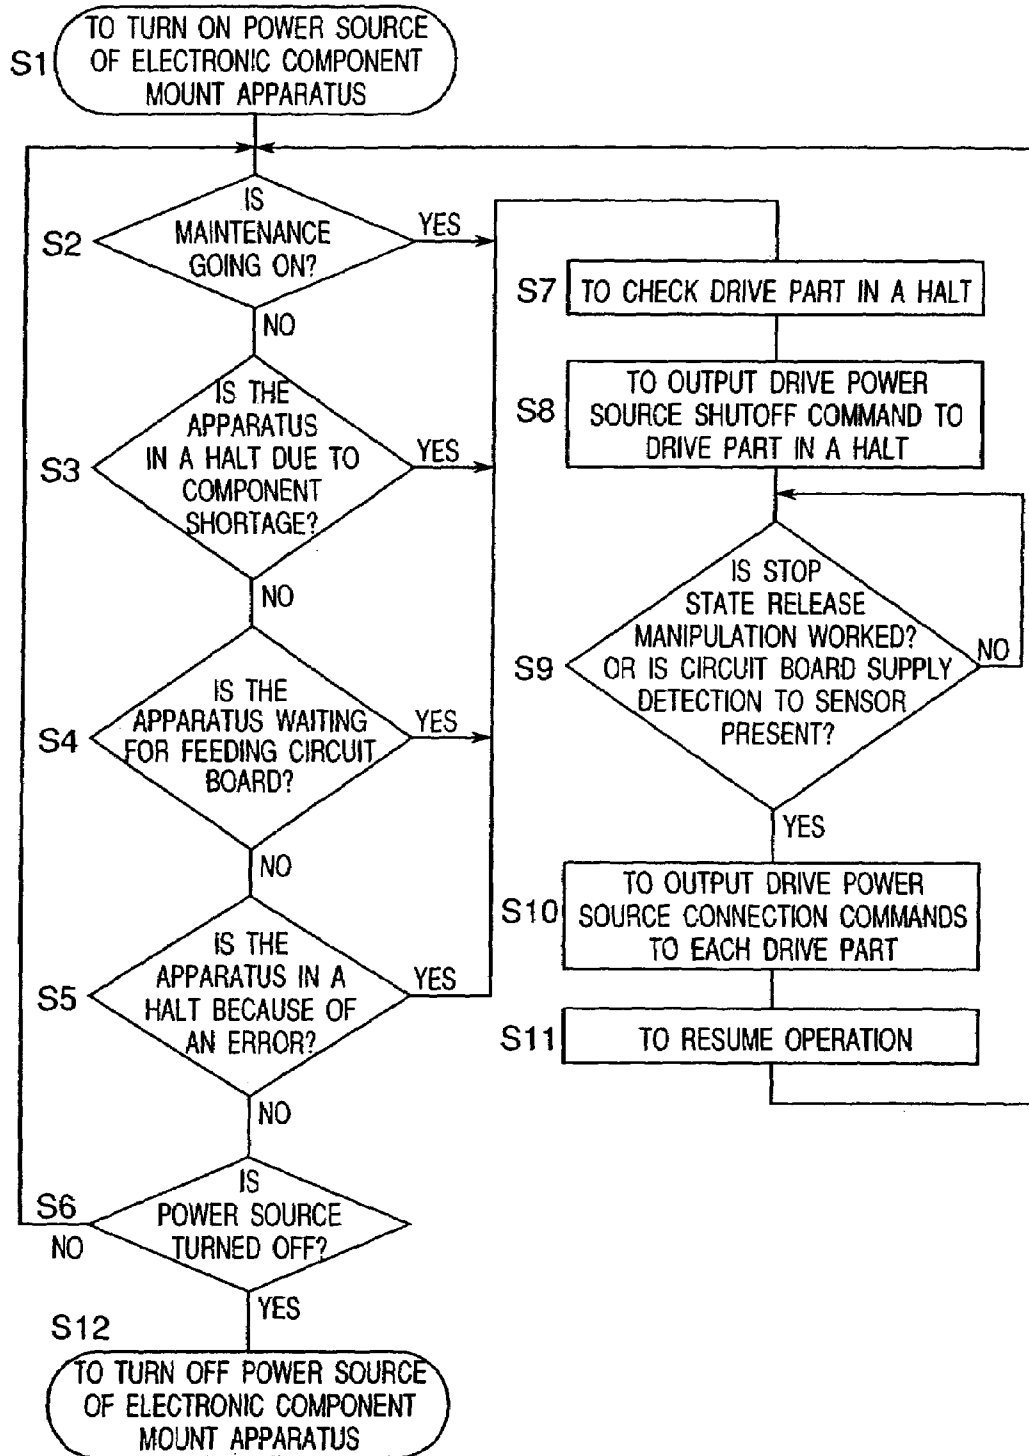 S1
TO TURN ON POWER SOURCE
OF ELECTRONIC COMPONENT
MOUNT APPARATUS
S2
IS
MAINTENANCE
GOING ON?
YES
NO
S3
IS THE
APPARATUS
IN A HALT DUE TO
COMPONENT
SHORTAGE?
YES
NO
S4
IS THE
APPARATUS WAITING
FOR FEEDING CIRCUIT
BOARD?
YES
NO
S5
IS THE
APPARATUS IN A
HALT BECAUSE OF
AN ERROR?
YES
NO
S6
IS
POWER SOURCE
TURNED OFF?
NO
YES
S12
TO TURN OFF POWER SOURCE
OF ELECTRONIC COMPONENT
MOUNT APPARATUS
S7
TO CHECK DRIVE PART IN A HALT
S8
TO OUTPUT DRIVE POWER
SOURCE SHUTOFF COMMAND TO
DRIVE PART IN A HALT
S9
IS STOP
STATE RELEASE
MANIPULATION WORKED?
OR IS CIRCUIT BOARD SUPPLY
DETECTION TO SENSOR
PRESENT?
NO
YES
S10
TO OUTPUT DRIVE POWER
SOURCE CONNECTION COMMANDS
TO EACH DRIVE PART
S11
TO RESUME OPERATION